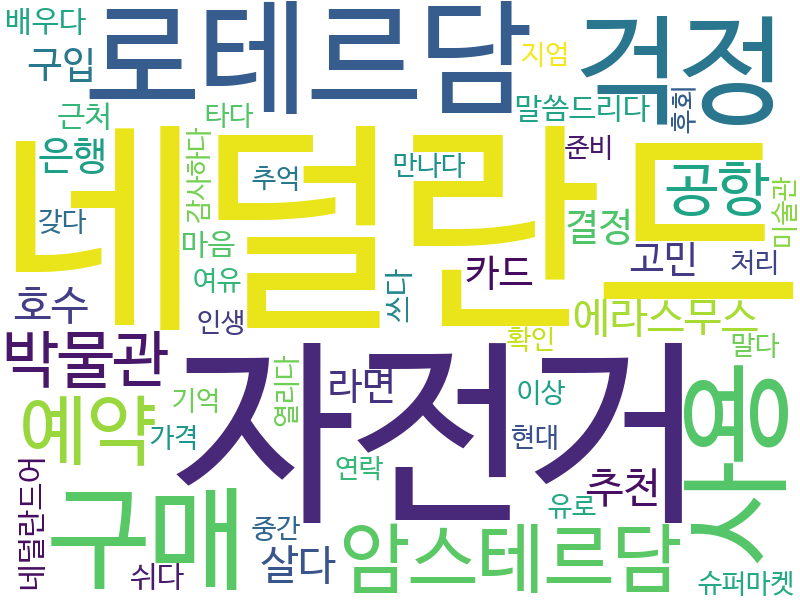 배우다
로테르담
지엄
걱정
구입
근처
타다
말씀드리다
후회
은행
네덜란드
감사하다
추억
만나다
준비
공항
미술관
갖다
마음
결정
고민
처리
여유
쓰다
카드
호수
인생
에라스무스
박물관
자전거
확인
말다
예약
기억
열리다
라면
이상
사용
가격
현대
네덜란드어
연락
추천
구매
중간
유로
암스테르담
쉬다
살다
슈퍼마켓